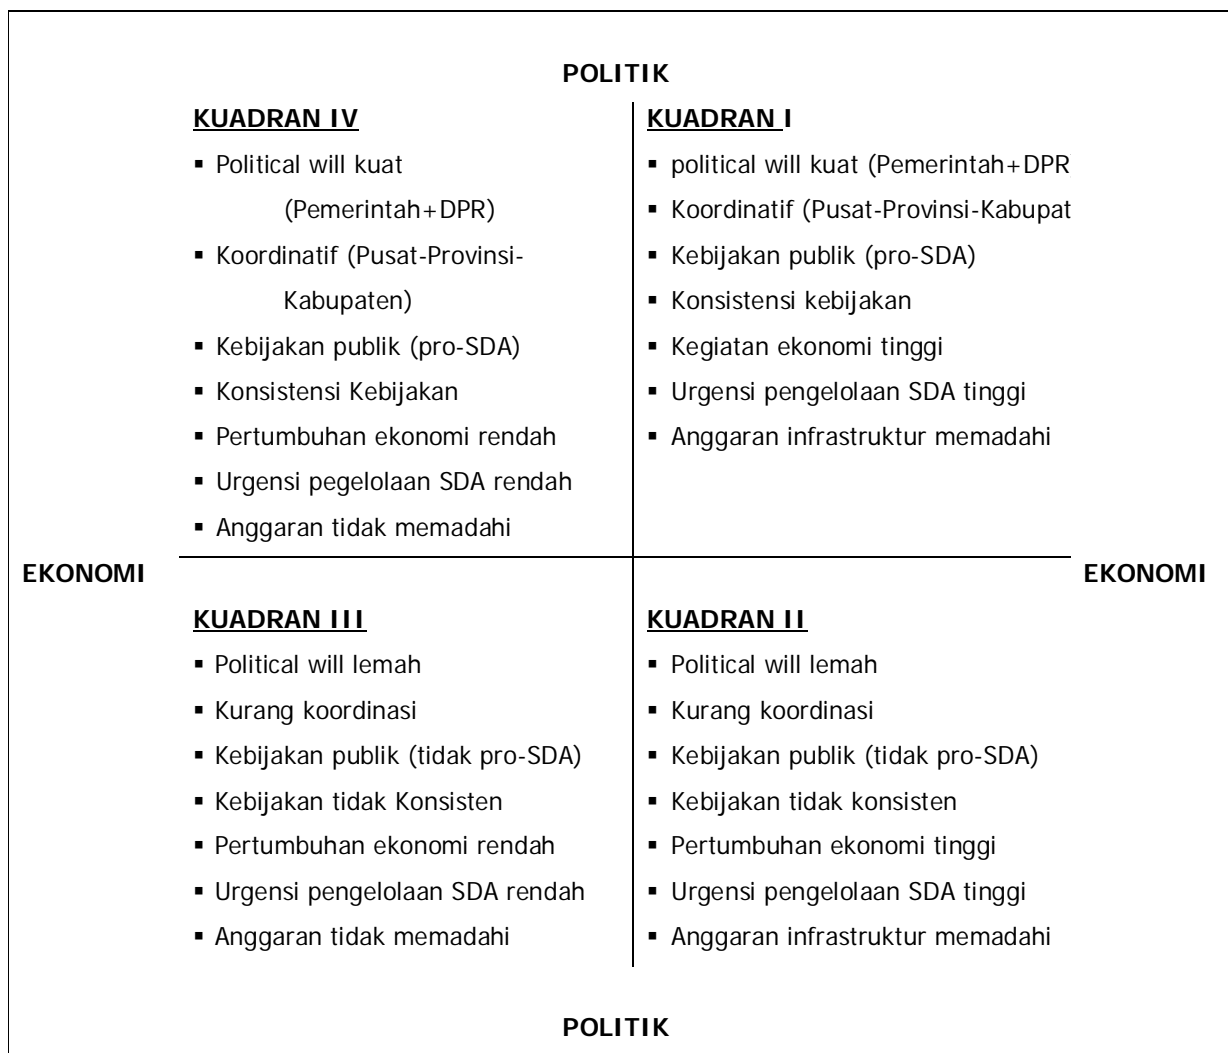 POLITIK
KUADRAN IV
▪ Political will kuat
(Pemerintah+DPR)
▪ Koordinatif (Pusat-Provinsi-
Kabupaten)
▪ Kebijakan publik (pro-SDA)
▪ Konsistensi Kebijakan
▪ Pertumbuhan ekonomi rendah
▪ Urgensi pegelolaan SDA rendah
▪ Anggaran tidak memadahi
KUADRAN I
▪ political will kuat (Pemerintah+DPR
▪ Koordinatif (Pusat-Provinsi-Kabupat
▪ Kebijakan publik (pro-SDA)
▪ Konsistensi kebijakan
▪ Kegiatan ekonomi tinggi
▪ Urgensi pengelolaan SDA tinggi
▪ Anggaran infrastruktur memadahi
EKONOMI
EKONOMI
KUADRAN III
▪ Political will lemah
▪ Kurang koordinasi
▪ Kebijakan publik (tidak pro-SDA)
▪ Kebijakan tidak Konsisten
▪ Pertumbuhan ekonomi rendah
▪ Urgensi pengelolaan SDA rendah
▪ Anggaran tidak memadahi
KUADRAN II
▪ Political will lemah
▪ Kurang koordinasi
▪ Kebijakan publik (tidak pro-SDA)
▪ Kebijakan tidak konsisten
▪ Pertumbuhan ekonomi tinggi
▪ Urgensi pengelolaan SDA tinggi
▪ Anggaran infrastruktur memadahi
POLITIK